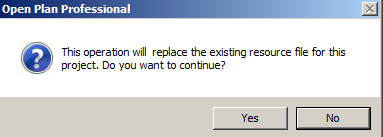 Open Plan Professional
This operation will  replace the existing resource file for this
project. Do you want to continue?
Yes
No